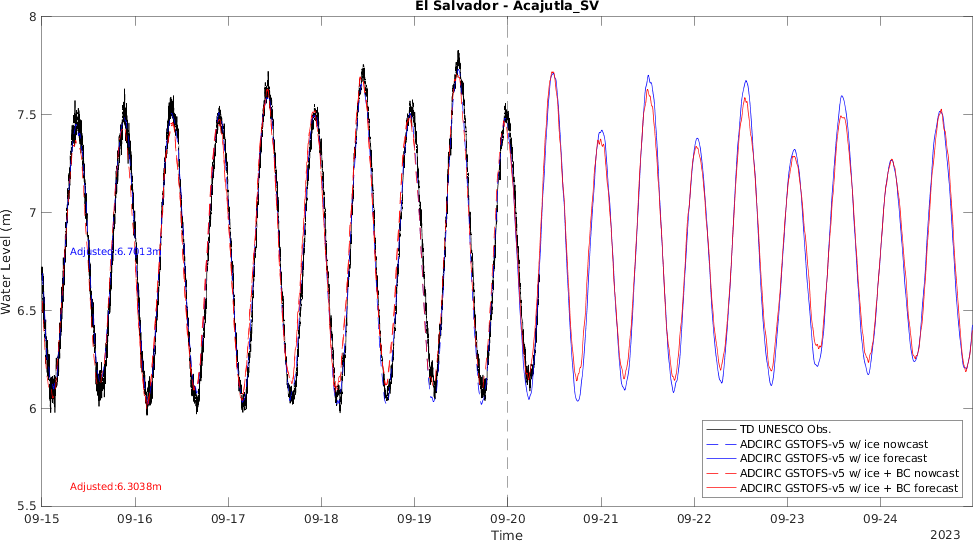 El Salvador - Acajutla_SV
Water Level (m)
8
7.5
7
6.5
6
5.5
Adjusted:6.7013m
Adjusted:6.3038m
TD UNESCO Obs.
ADCIRC GSTOFS-v5 w/ ice nowcast
ADCIRC GSTOFS-v5 w/ ice forecast
ADCIRC GSTOFS-v5 w/ ice + BC nowcast
ADCIRC GSTOFS-v5 w/ ice + BC forecast
09-15 09-16 09-17 09-18 09-19 09-20 09-21 09-22 09-23 09-24
Time
2023